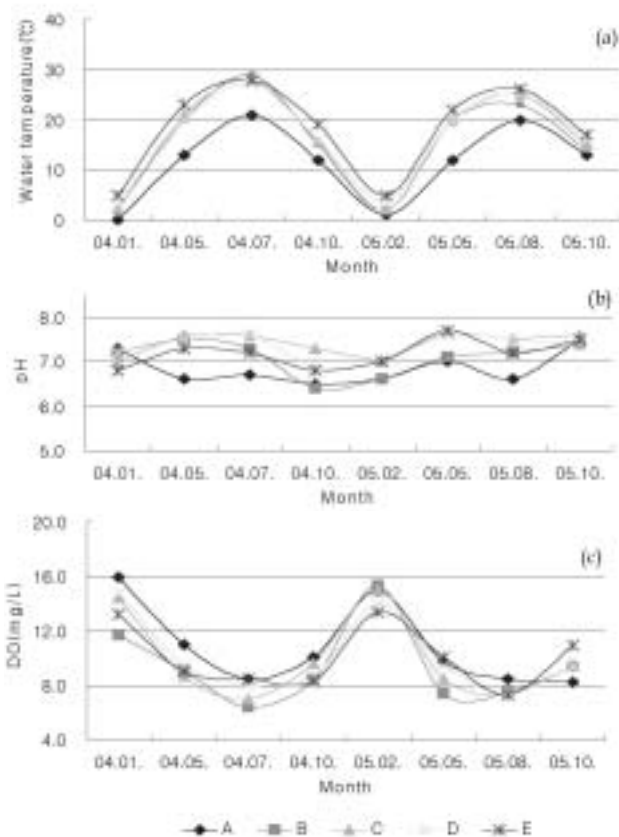 40
(a)
30
20
10
0
Water temperature(℃)
04.01. 04.05. 04.07. 04.10. 05.02. 05.05. 05.08. 05.10.
Month
(b)
8.0
7.0
6.0
5.0
pH
04.01. 04.05. 04.07. 04.10. 05.02. 05.05. 05.08. 05.10.
Month
20.0
(c)
16.0
12.0
8.0
4.0
DO(mg/L)
04.01. 04.05. 04.07. 04.10. 05.02. 05.05. 05.08. 05.10.
Month
A B C D E